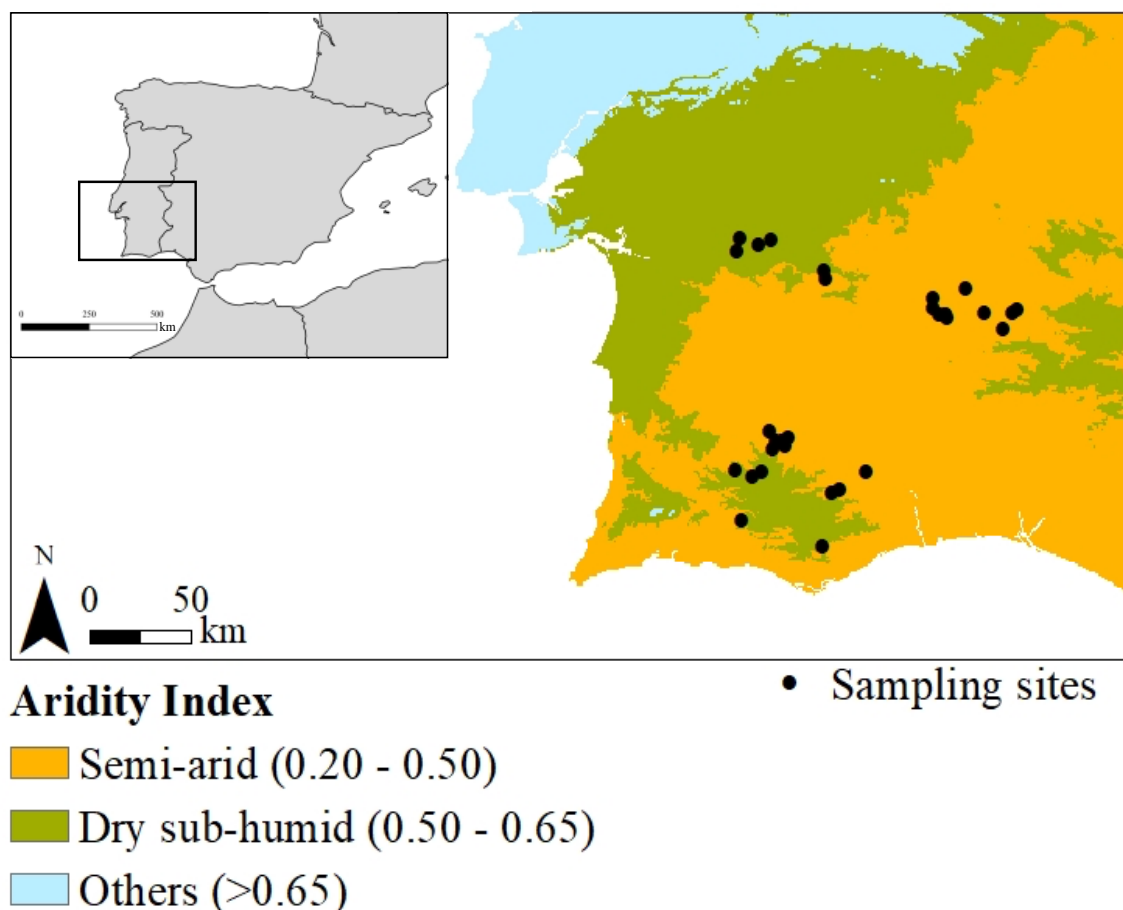 0 250 500
km
N
0 50
km
Aridity Index
● Sampling sites
Semi-arid (0.20 - 0.50)
Dry sub-humid (0.50 - 0.65)
Others (>0.65)